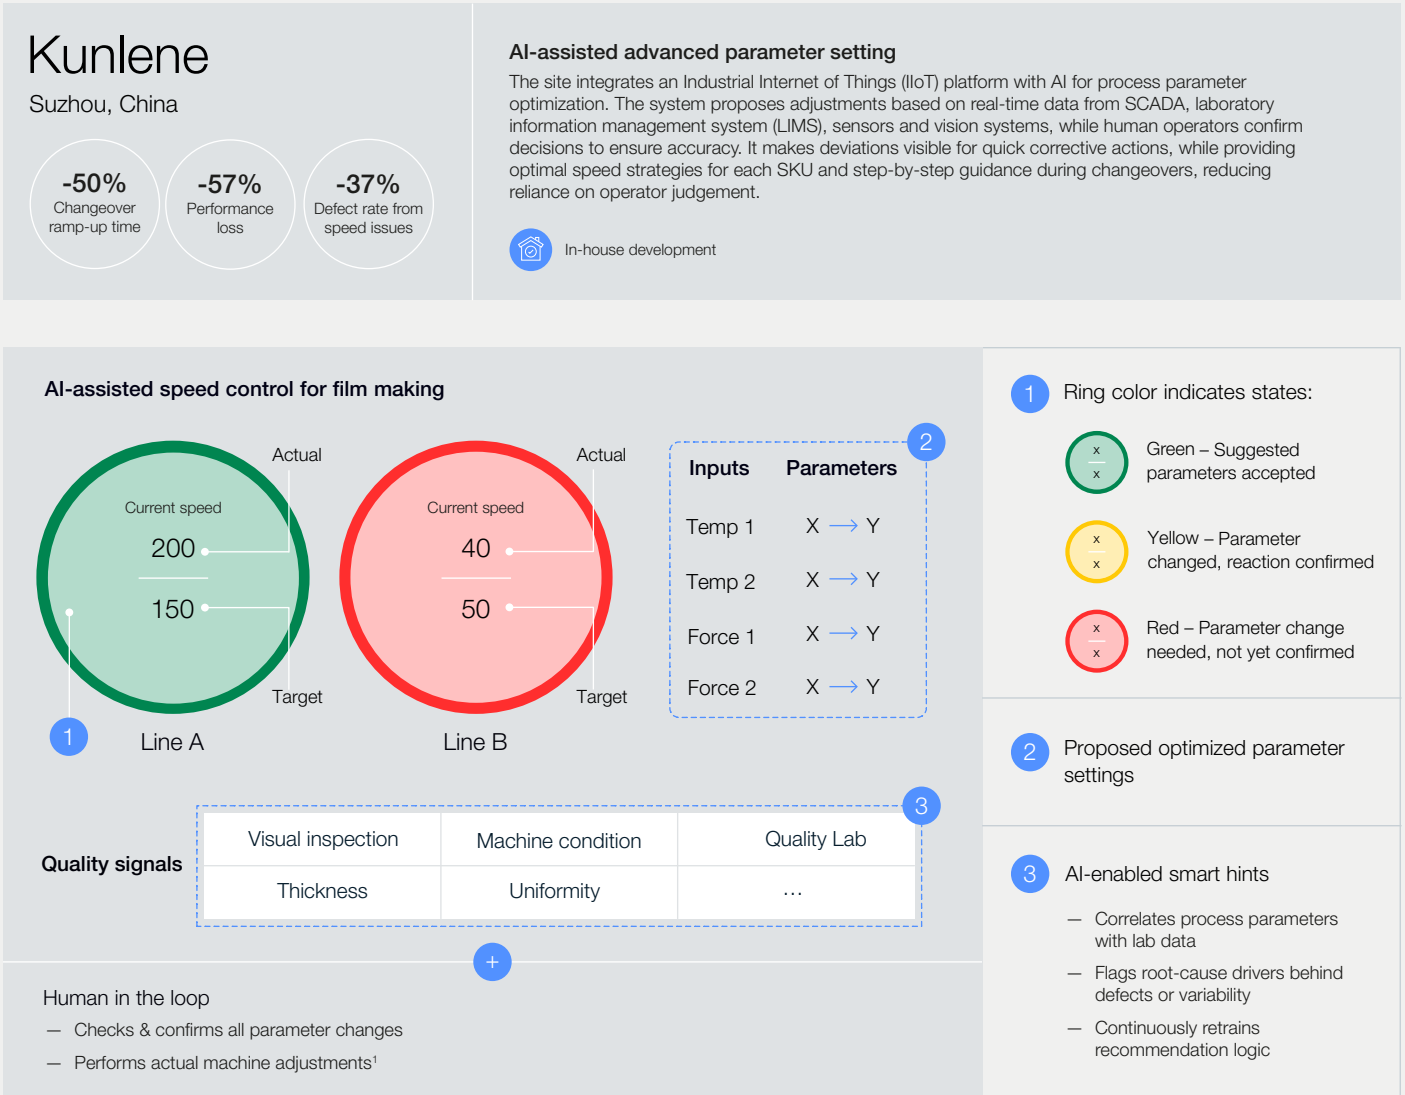 Kunlene
Suzhou, China
-50%
Changeover
ramp-up time
-57%
Performance
loss
-37%
Defect rate from
speed issues
AI-assisted advanced parameter setting
The site integrates an Industrial Internet of Things (IIoT) platform with AI for process parameter
optimization. The system proposes adjustments based on real-time data from SCADA, laboratory
information management system (LIMS), sensors and vision systems, while human operators confirm
decisions to ensure accuracy. It makes deviations visible for quick corrective actions, while providing
optimal speed strategies for each SKU and step-by-step guidance during changeovers, reducing
reliance on operator judgement.
In-house development
AI-assisted speed control for film making
Actual
Current speed
200
150
Target
1
Line A
Actual
Current speed
40
50
Target
Line B
2
Inputs Parameters
Temp 1 X → Y
Temp 2 X → Y
Force 1 X → Y
Force 2 X → Y
Quality signals
3
Visual inspection Machine condition Quality Lab
Thickness Uniformity ...
+
Human in the loop
— Checks & confirms all parameter changes
— Performs actual machine adjustments¹
1 Ring color indicates states:
x
x
Green – Suggested
parameters accepted
x
x
Yellow – Parameter
changed, reaction confirmed
x
x
Red – Parameter change
needed, not yet confirmed
2 Proposed optimized parameter
settings
3 AI-enabled smart hints
— Correlates process parameters
with lab data
— Flags root-cause drivers behind
defects or variability
— Continuously retrains
recommendation logic